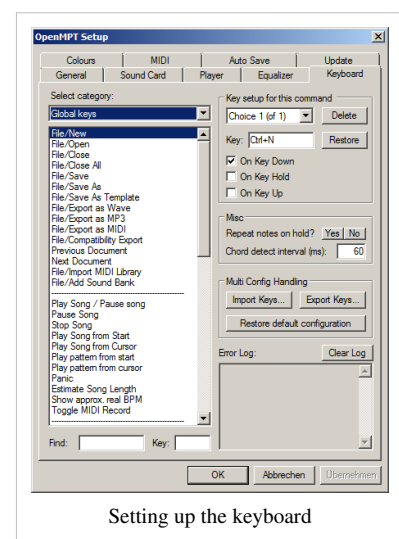 OpenMPT Setup
Colours MIDI Auto Save Update
General Sound Card Player Equalizer Keyboard
Select category:
Global keys
File/New
File/Open
File/Close
File/Close All
File/Save
File/Save As
File/Save As Template
File/Export as Wave
File/Export as MP3
File/Export as MIDI
File/Compatibility Export
Previous Document
Next Document
File/Import MIDI Library
File/Add Sound Bank
Play Song / Pause song
Pause Song
Stop Song
Play Song from Start
Play Song from Cursor
Play pattern from start
Play pattern from cursor
Panic
Estimate Song Length
Show approx. real BPM
Toggle MIDI Record
Find: Key:
Key setup for this command
Choice 1 (of 1) Delete
Key: Ctrl+N Restore
On Key Down
On Key Hold
On Key Up
Misc
Repeat notes on hold? Yes No
Chord detect interval (ms): 60
Multi Config Handling
Import Keys... Export Keys...
Restore default configuration
Error Log: Clear Log
OK Abbrechen Übernehmen
Setting up the keyboard